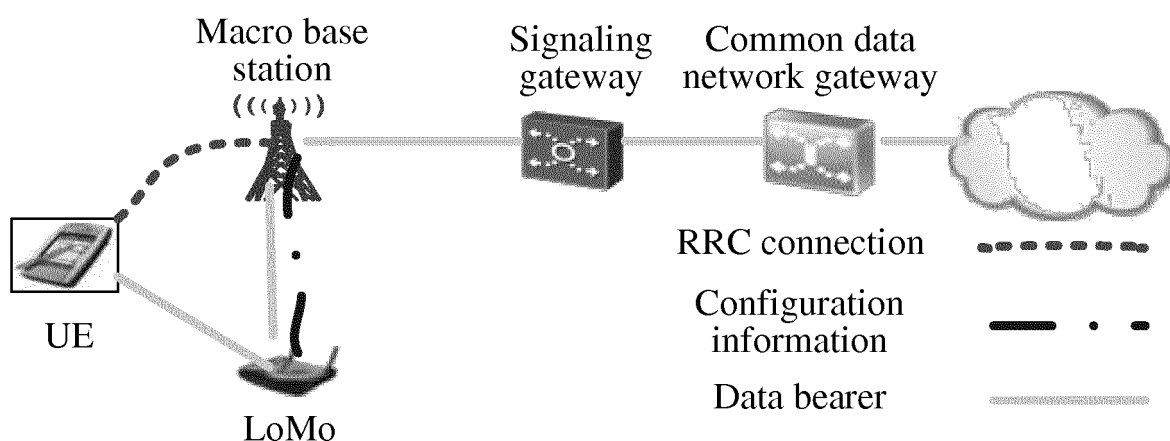 Macro base
station
Signaling
gateway
Common data
network gateway
UE
LoMo
RRC connection
Configuration
information
Data bearer